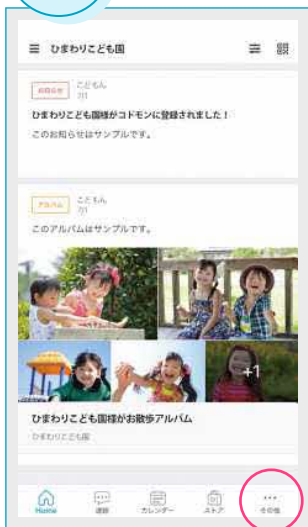 ひまわりこども園
お知らせ
こどもん
7/1
ひまわりこども園様がコドモンに登録されました！
このお知らせはサンプルです。
アルバム
こどもん
7/1
このアルバムはサンプルです。
+1
ひまわりこども園様がお散歩アルバム
ひまわりこども園
Home
連絡
カレンダー
ストア
その他